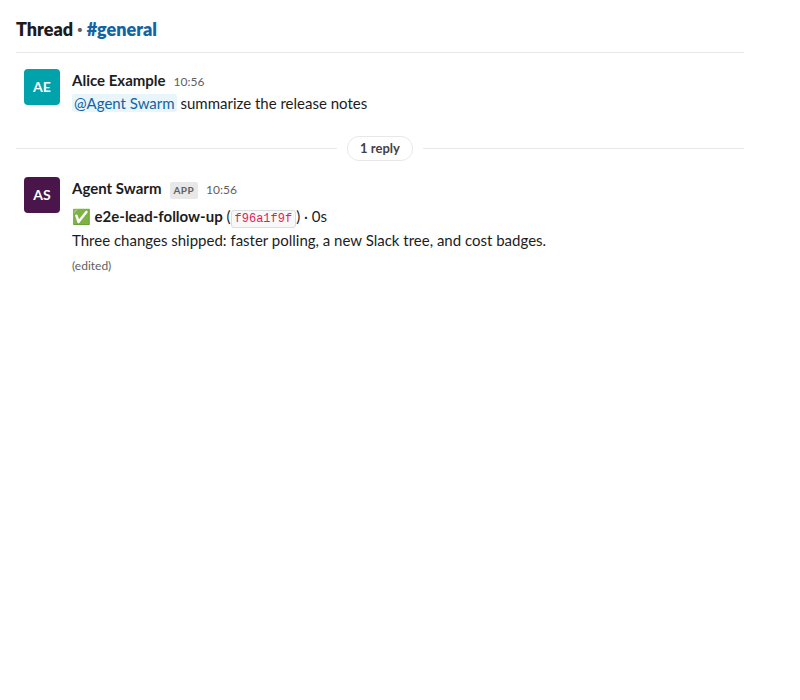 Thread • #general
AE
Alice Example 10:56
@Agent Swarm summarize the release notes
1 reply
AS
Agent Swarm APP 10:56
✅ e2e-lead-follow-up (f96a1f9f) · 0s
Three changes shipped: faster polling, a new Slack tree, and cost badges.
(edited)